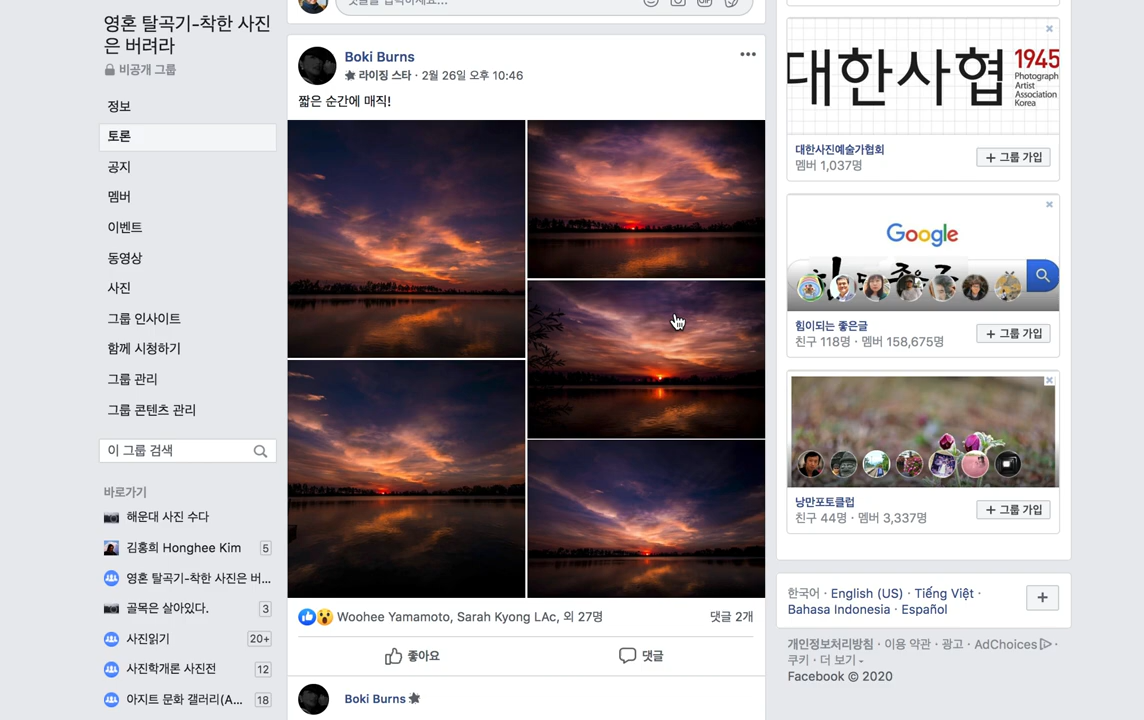 영혼 탈곡기-착한 사진
은 버려라
비공개 그룹
정보
토론
공지
멤버
이벤트
동영상
사진
그룹 인사이트
함께 시청하기
그룹 관리
그룹 콘텐츠 관리
이 그룹 검색
바로가기
해운대 사진 수다
김홍희 Honghee Kim 5
영혼 탈곡기-착한 사진은 버...
골목은 살아있다. 3
사진읽기 20+
사진학개론 사진전 12
아지트 문화 갤러리(A... 18
Boki Burns
라이징 스타 · 2월 26일 오후 10:46
짧은 순간에 매직!
Woohee Yamamoto, Sarah Kyong LAc, 외 27명 댓글 2개
좋아요 댓글
Boki Burns
대한사협 1945
Photograph
Artist
Association
Korea
대한사진예술가협회
멤버 1,037명
+ 그룹 가입
Google
힘이되는 좋은글
친구 118명 · 멤버 158,675명
+ 그룹 가입
낭만포토클럽
친구 44명 · 멤버 3,337명
+ 그룹 가입
한국어 · English (US) · Tiếng Việt ·
Bahasa Indonesia · Español
개인정보처리방침 · 이용 약관 · 광고 · AdChoices ·
쿠키 · 더 보기
Facebook © 2020